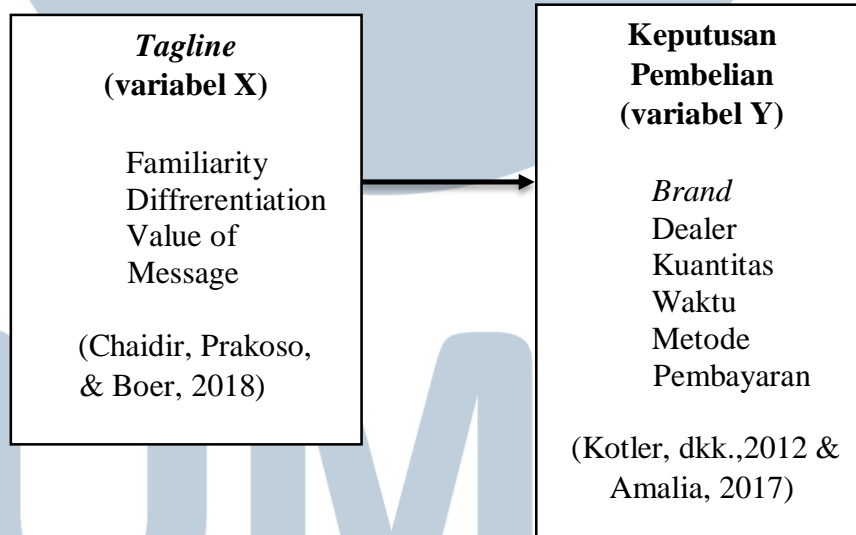 Tagline
(variabel X)
Familiarity
Diffrerentiation
Value of
Message
(Chaidir, Prakoso,
& Boer, 2018)
Keputusan
Pembelian
(variabel Y)
Brand
Dealer
Kuantitas
Waktu
Metode
Pembayaran
(Kotler, dkk.,2012 &
Amalia, 2017)
UM